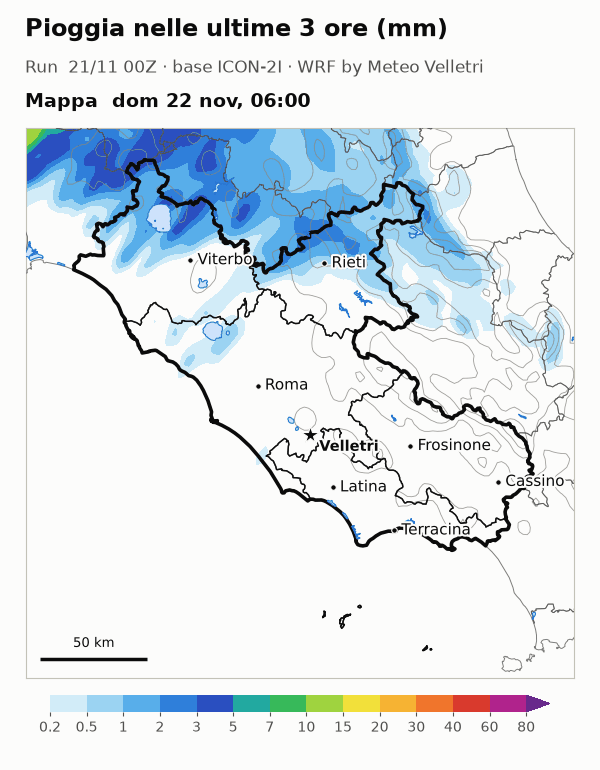 Pioggia nelle ultime 3 ore (mm)
Run  21/11 00Z · base ICON-2I · WRF by Meteo Velletri
Mappa  dom 22 nov, 06:00
Viterbo
Rieti
Roma
Velletri
Frosinone
Cassino
Latina
Terracina
50 km
0.2 0.5 1 2 3 5 7 10 15 20 30 40 60 80